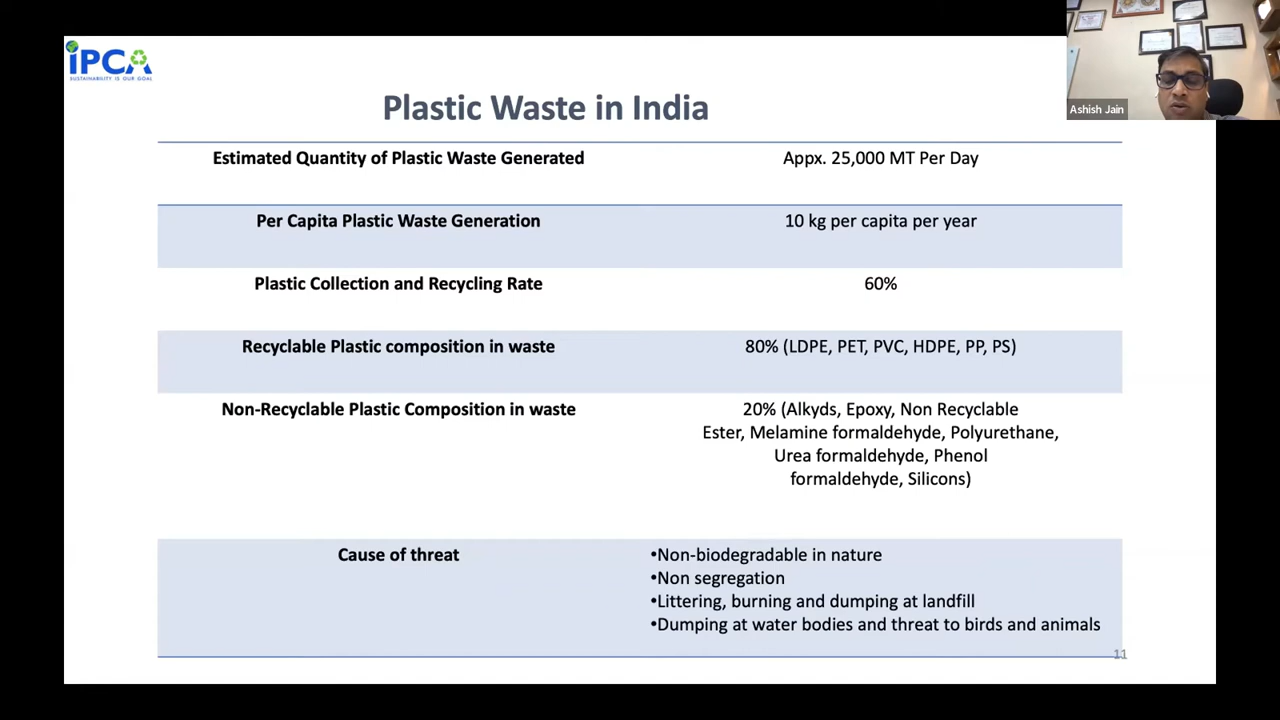 iPCA
SUSTAINABILITY IS OUR GOAL
Ashish Jain
Plastic Waste in India
Estimated Quantity of Plastic Waste Generated
Appx. 25,000 MT Per Day
Per Capita Plastic Waste Generation
10 kg per capita per year
Plastic Collection and Recycling Rate
60%
Recyclable Plastic composition in waste
80% (LDPE, PET, PVC, HDPE, PP, PS)
Non-Recyclable Plastic Composition in waste
20% (Alkyds, Epoxy, Non Recyclable
Ester, Melamine formaldehyde, Polyurethane,
Urea formaldehyde, Phenol
formaldehyde, Silicons)
Cause of threat
•Non-biodegradable in nature
•Non segregation
•Littering, burning and dumping at landfill
•Dumping at water bodies and threat to birds and animals
11